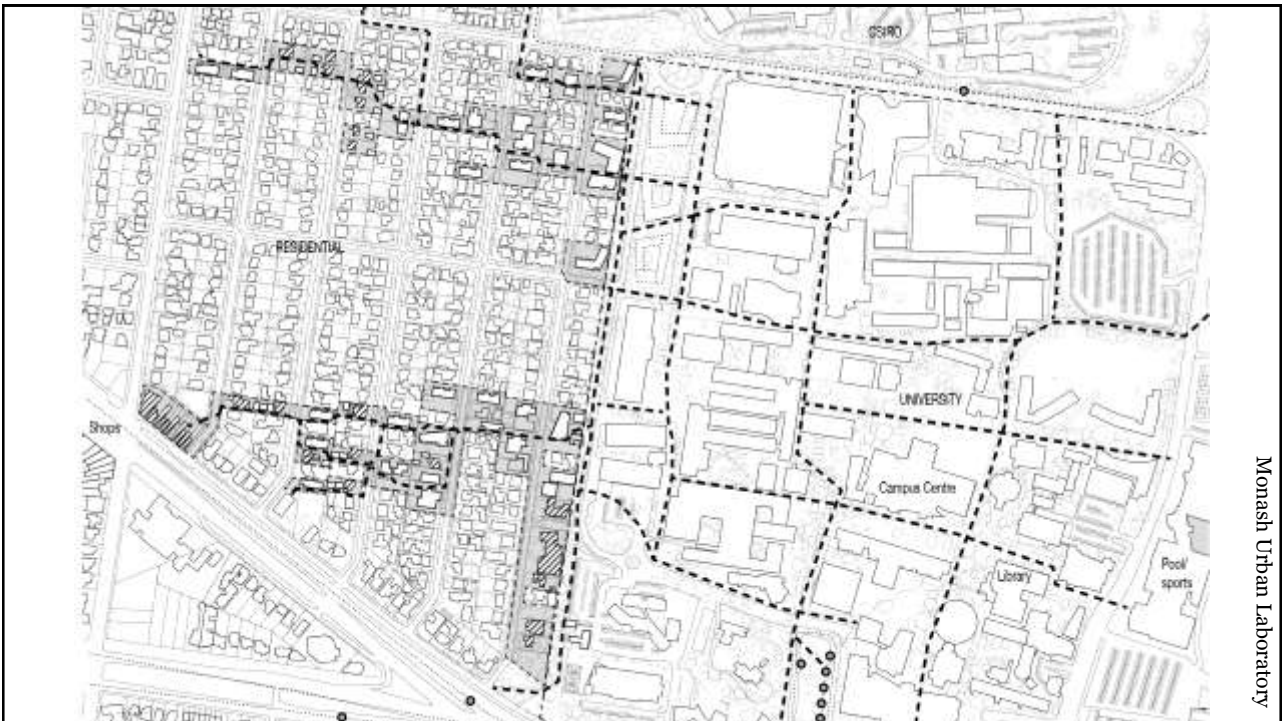 CSIRO
RESIDENTIAL
UNIVERSITY
Shops
Campus Centre
Library
Pool/
sports
Monash Urban Laboratory